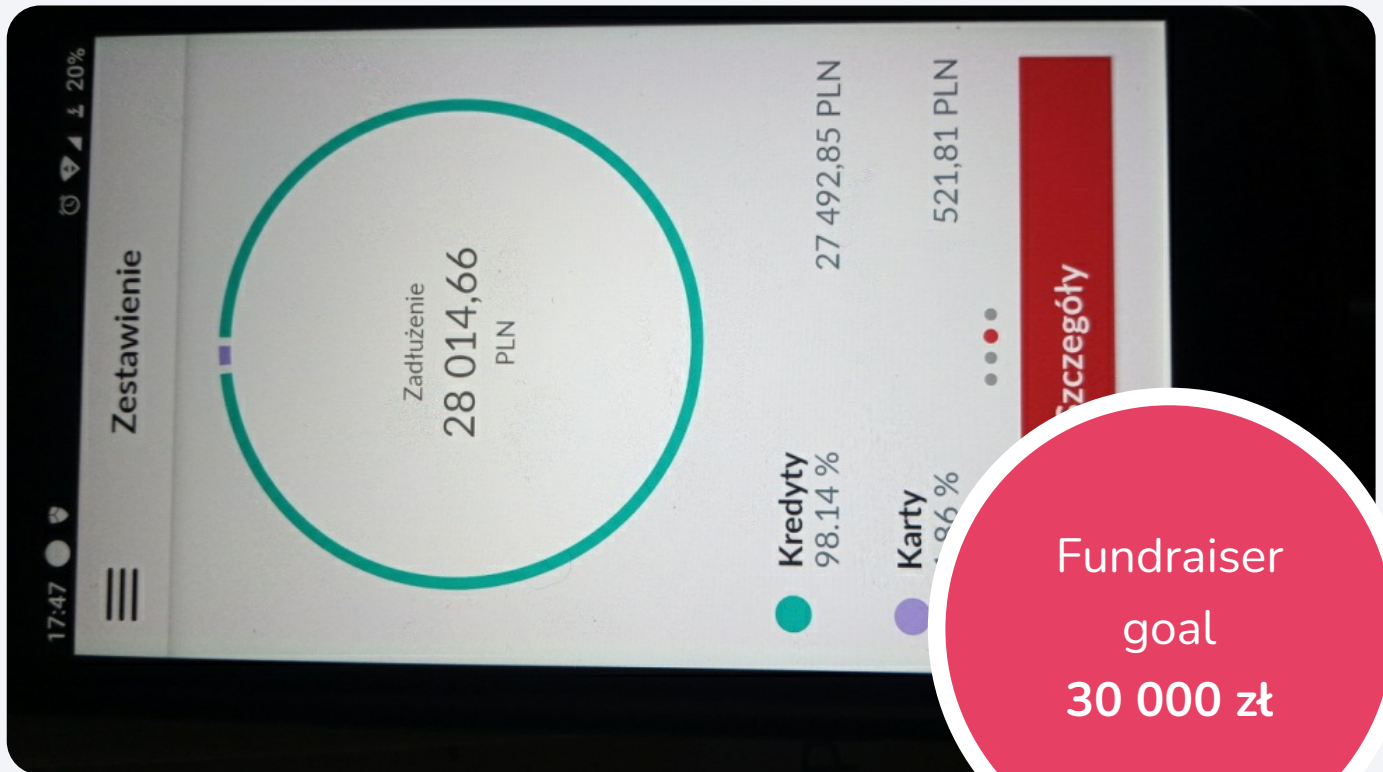 17:47
20%
Zestawienie
Zadłużenie
28 014,66
PLN
Kredyty
98.14 %
27 492,85 PLN
Karty
521,81 PLN
Szczegóły
Fundraiser
goal
30 000 zł